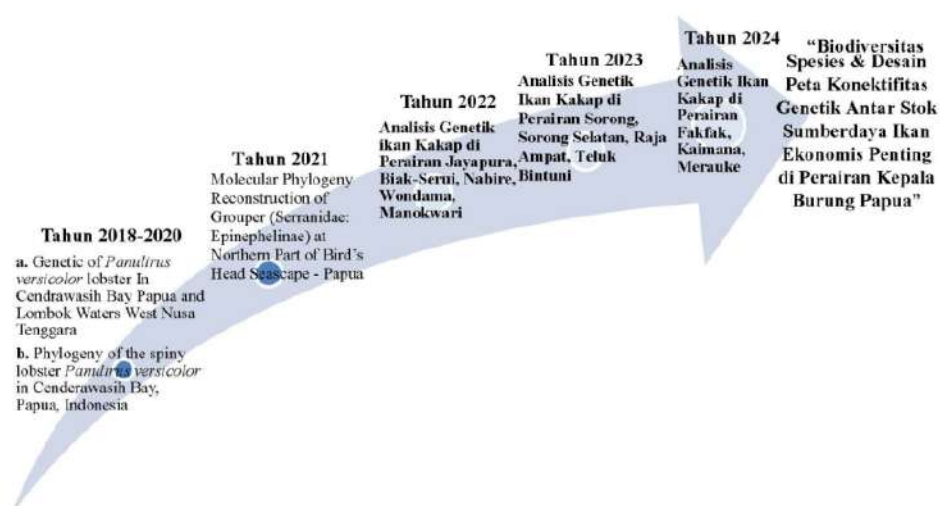 Tahun 2018-2020
a. Genetic of Panulirus
versicolor lobster In
Cendrawasih Bay Papua and
Lombok Waters West Nusa
Tenggara
b. Phylogeny of the spiny
lobster Panulirus versicolor
in Cenderawasih Bay,
Papua, Indonesia
Tahun 2021
Molecular Phylogeny
Reconstruction of
Grouper (Serranidae:
Epinephelinae) at
Northern Part of Bird's
Head Seascape - Papua
Tahun 2022
Analisis Genetik
ikan Kakap di
Perairan Jayapura,
Biak-Serui, Nabire,
Wondama,
Manokwari
Tahun 2023
Analisis Genetik
Ikan Kakap di
Perairan Sorong,
Sorong Selatan, Raja
Ampat, Teluk
Bintuni
Tahun 2024
Analisis
Genetik Ikan
Kakap di
Perairan
Fakfak,
Kaimana,
Merauke
"Biodiversitas
Spesies & Desain
Peta Konektifitas
Genetik Antar Stok
Sumberdaya Ikan
Ekonomis Penting
di Perairan Kepala
Burung Papua"